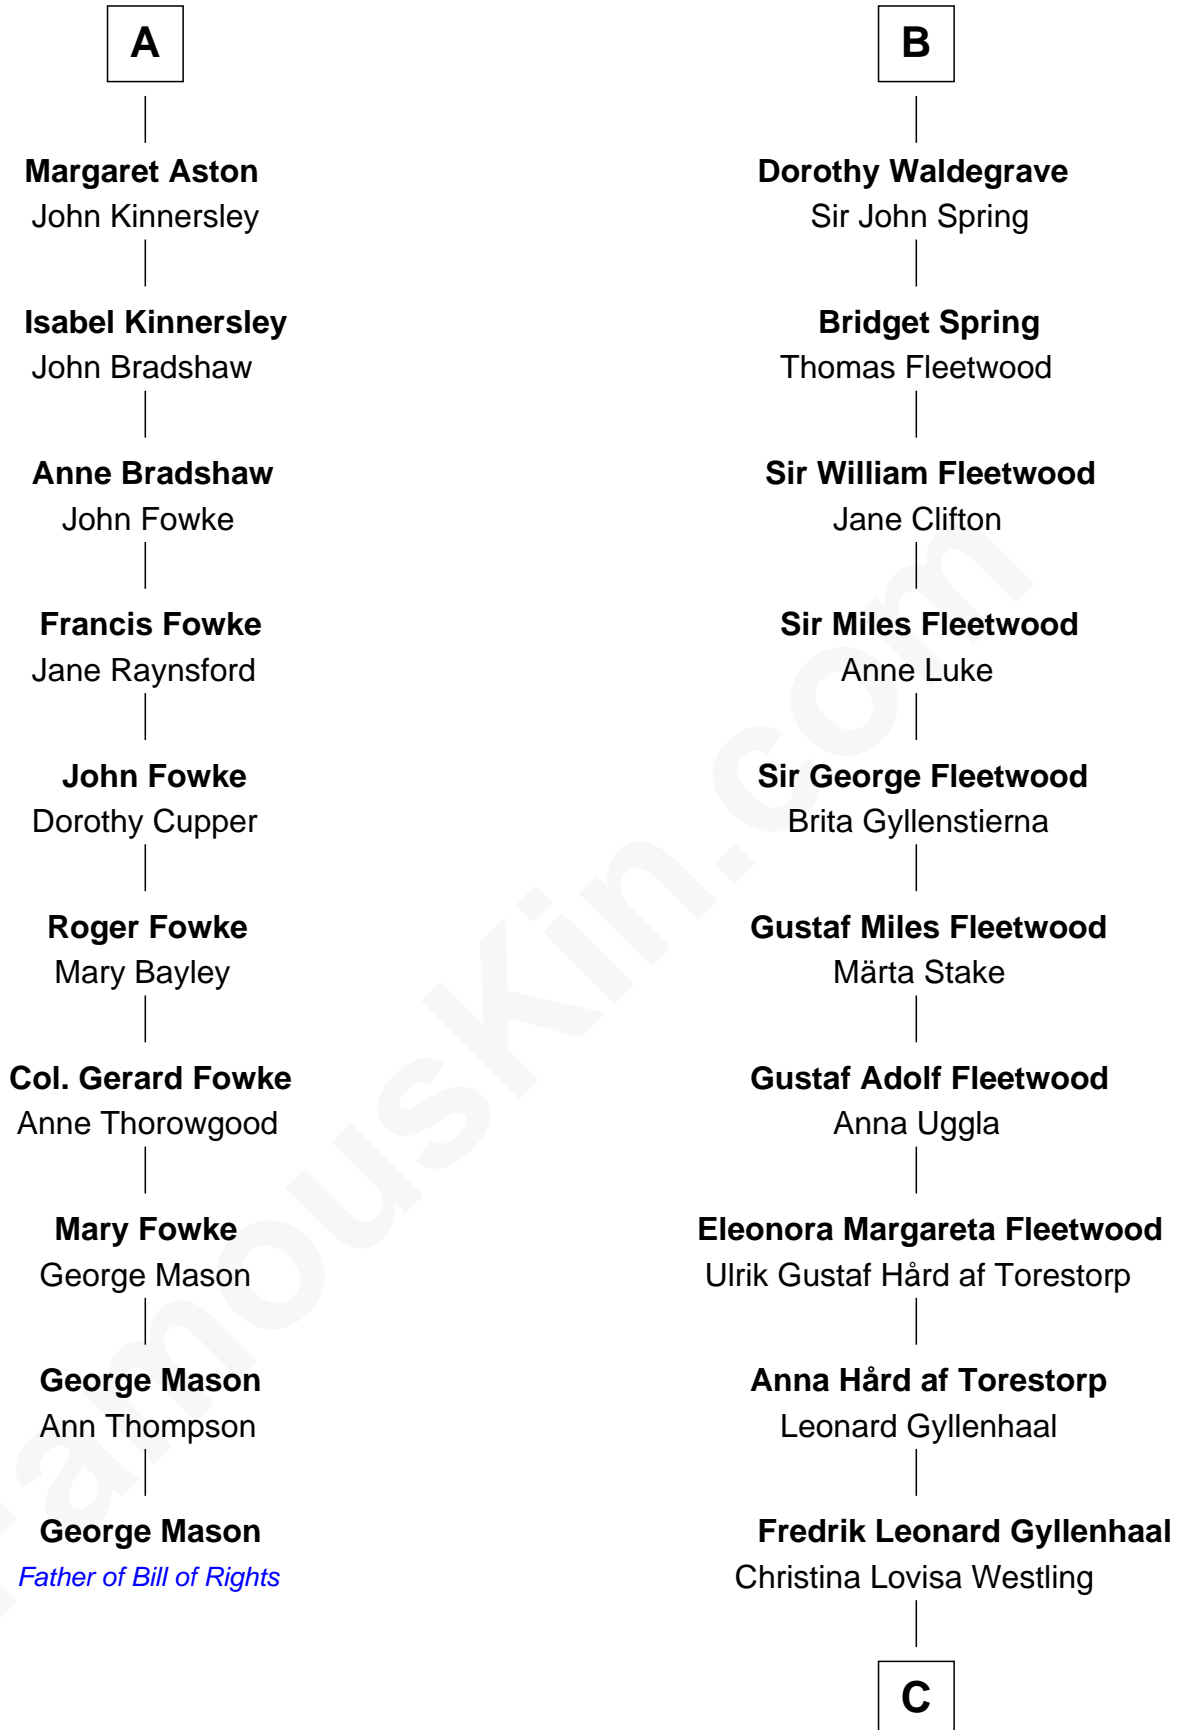 A
Margaret Aston
John Kinnersley
Isabel Kinnersley
John Bradshaw
Anne Bradshaw
John Fowke
Francis Fowke
Jane Raynsford
John Fowke
Dorothy Cupper
Roger Fowke
Mary Bayley
Col. Gerard Fowke
Anne Thorowgood
Mary Fowke
George Mason
George Mason
Ann Thompson
George Mason
Father of Bill of Rights
B
Dorothy Waldegrave
Sir John Spring
Bridget Spring
Thomas Fleetwood
Sir William Fleetwood
Jane Clifton
Sir Miles Fleetwood
Anne Luke
Sir George Fleetwood
Brita Gyllenstierna
Gustaf Miles Fleetwood
Märta Stake
Gustaf Adolf Fleetwood
Anna Uggla
Eleonora Margareta Fleetwood
Ulrik Gustaf Hård af Torestorp
Anna Hård af Torestorp
Leonard Gyllenhaal
Fredrik Leonard Gyllenhaal
Christina Lovisa Westling
C
FamousKin.com